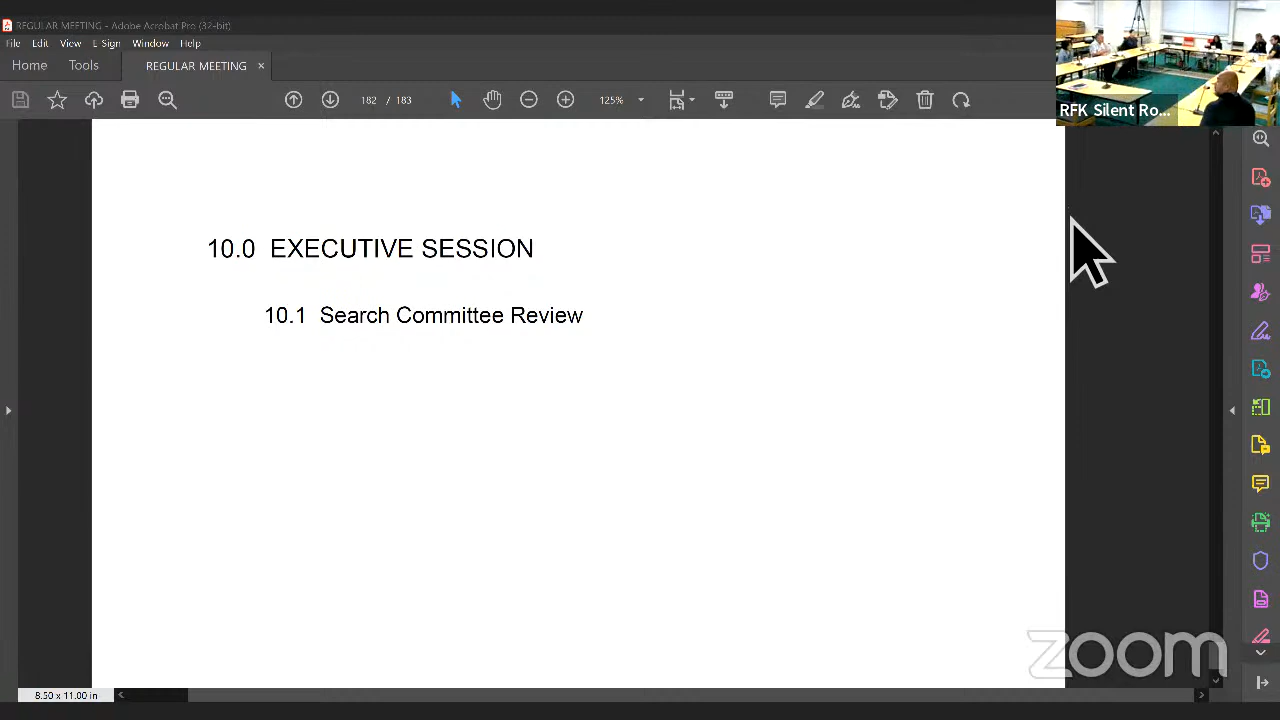 REGULAR MEETING - Adobe Acrobat Pro (32-bit)
File Edit View E-Sign Window Help
Home Tools REGULAR MEETING ×
182 / 183 125%
RFK Silent Ro...
10.0 EXECUTIVE SESSION
10.1 Search Committee Review
zoom
8.50 x 11.00 in